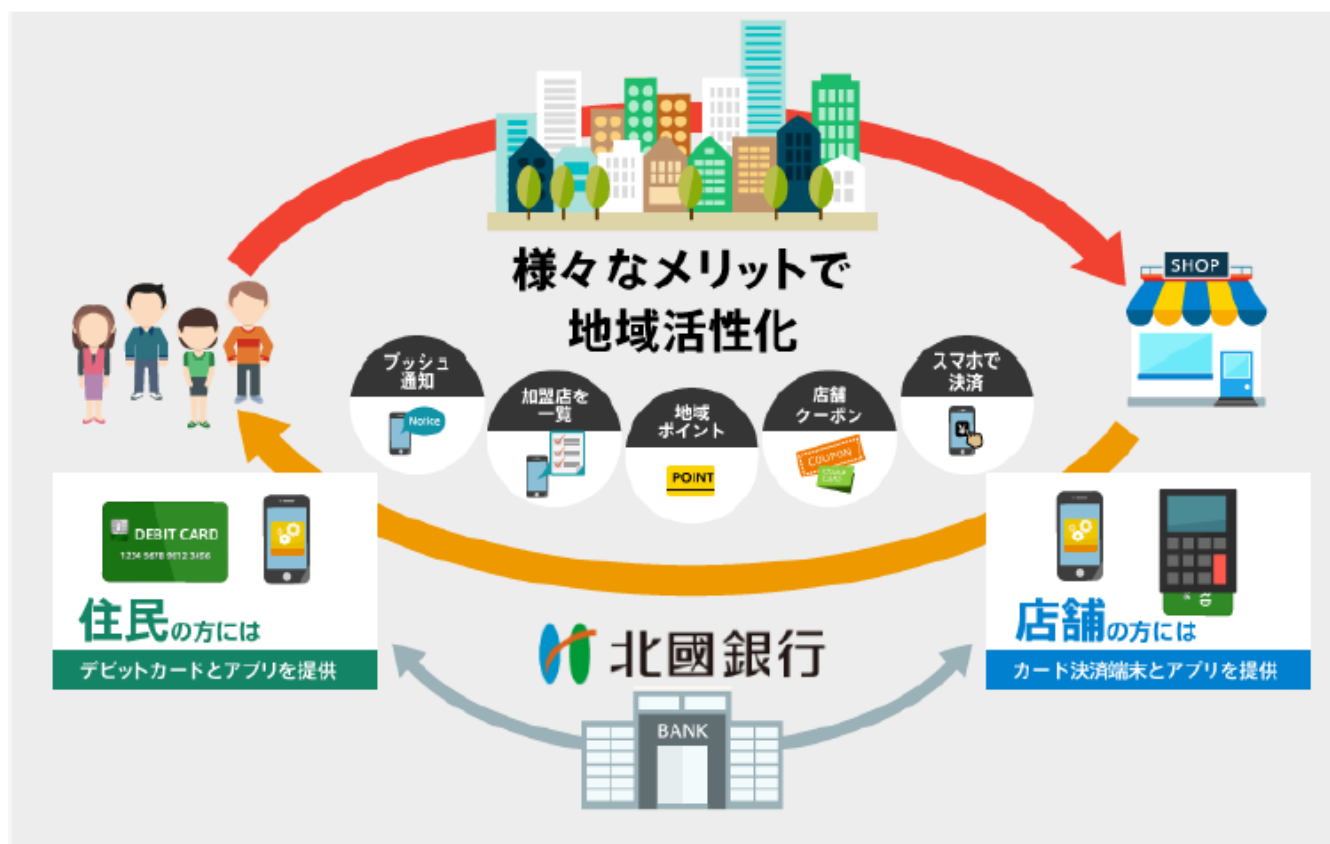 SHOP
様々なメリットで
地域活性化
プッシュ
通知
Notice
加盟店を
一覧
地域
ポイント
POINT
店舗
クーポン
COUPON
スマホで
決済
¥
DEBIT CARD
1234 5678 9012 3456
住民の方には
デビットカードとアプリを提供
店舗の方には
カード決済端末とアプリを提供
北國銀行
BANK